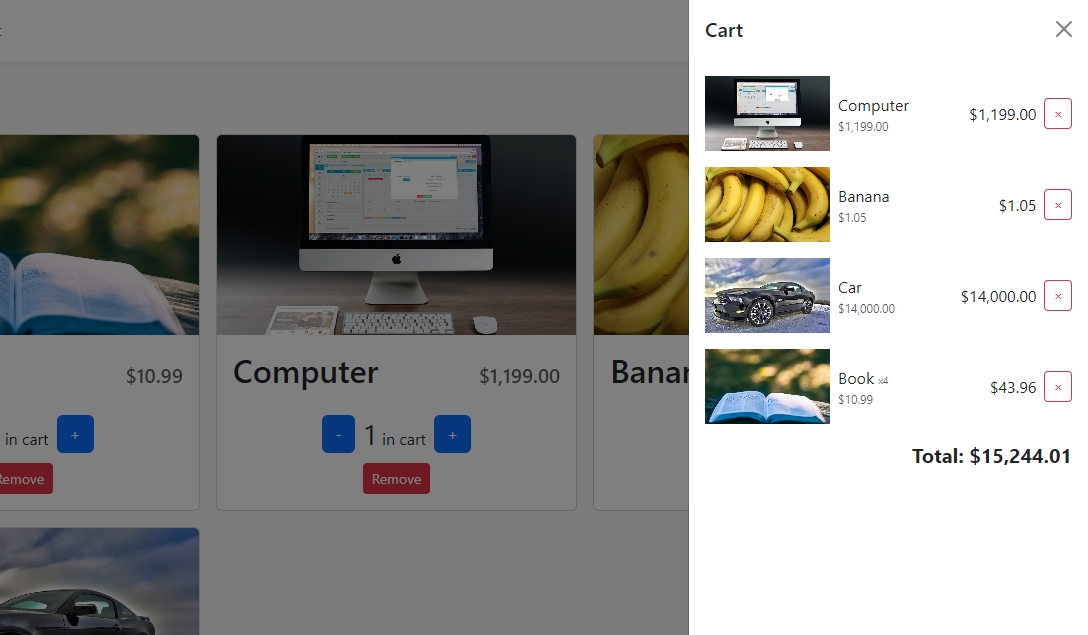 Cart
Computer
$1,199.00
$1,199.00
×
Banana
$1.05
$1.05
×
Car
$14,000.00
$14,000.00
×
Book x4
$10.99
$43.96
×
Total: $15,244.01
$10.99
in cart
+
Remove
Computer
$1,199.00
-
1 in cart
+
Remove
Banan